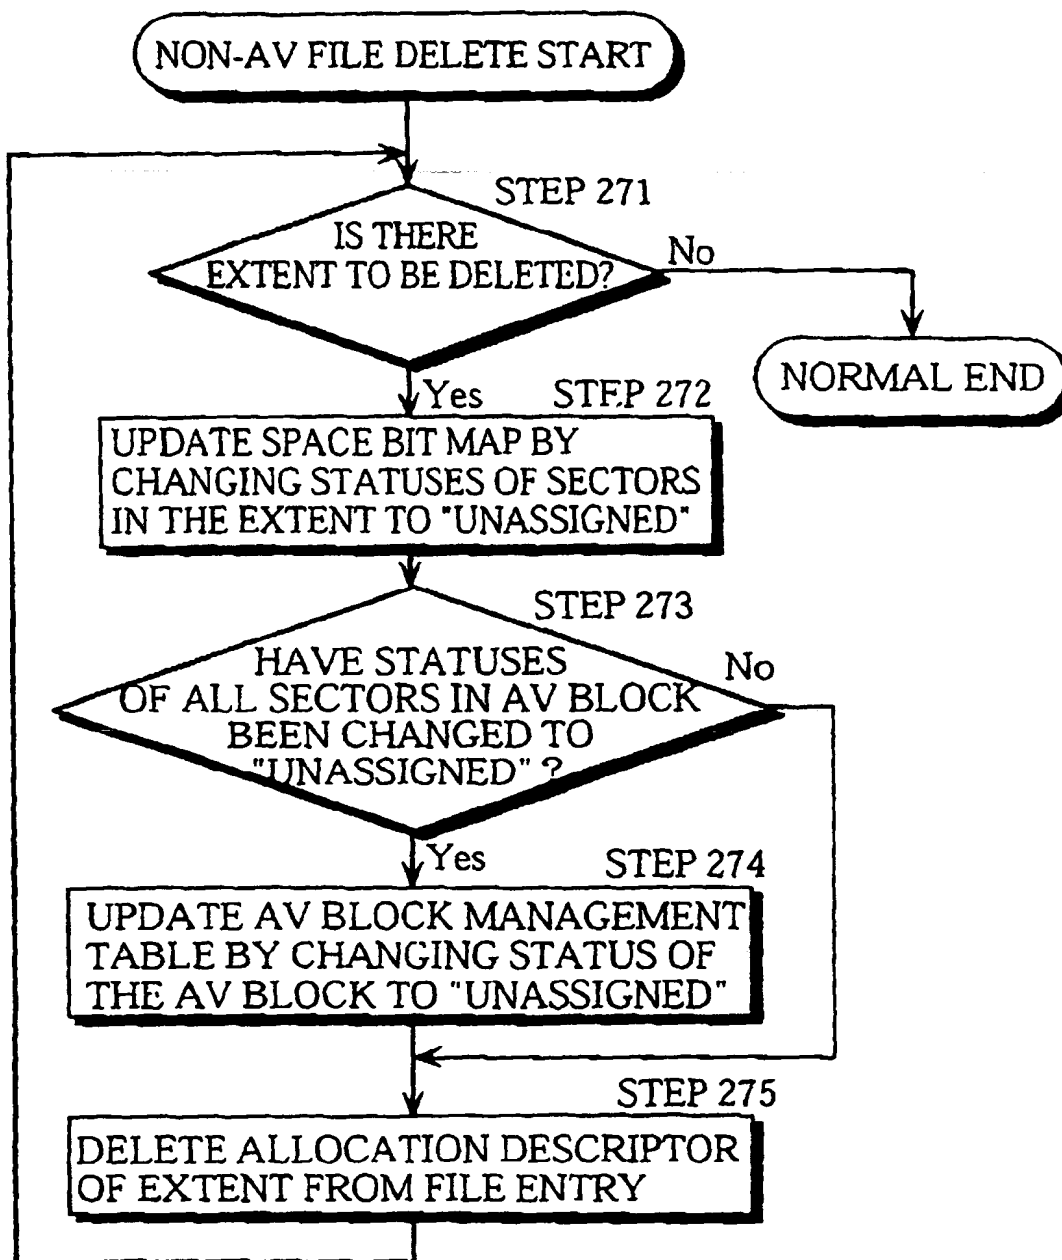 NON-AV FILE DELETE START
STEP 271
IS THERE
EXTENT TO BE DELETED?
No
NORMAL END
Yes
STEP 272
UPDATE SPACE BIT MAP BY
CHANGING STATUSES OF SECTORS
IN THE EXTENT TO "UNASSIGNED"
STEP 273
HAVE STATUSES
OF ALL SECTORS IN AV BLOCK
BEEN CHANGED TO
"UNASSIGNED" ?
No
Yes
STEP 274
UPDATE AV BLOCK MANAGEMENT
TABLE BY CHANGING STATUS OF
THE AV BLOCK TO "UNASSIGNED"
STEP 275
DELETE ALLOCATION DESCRIPTOR
OF EXTENT FROM FILE ENTRY